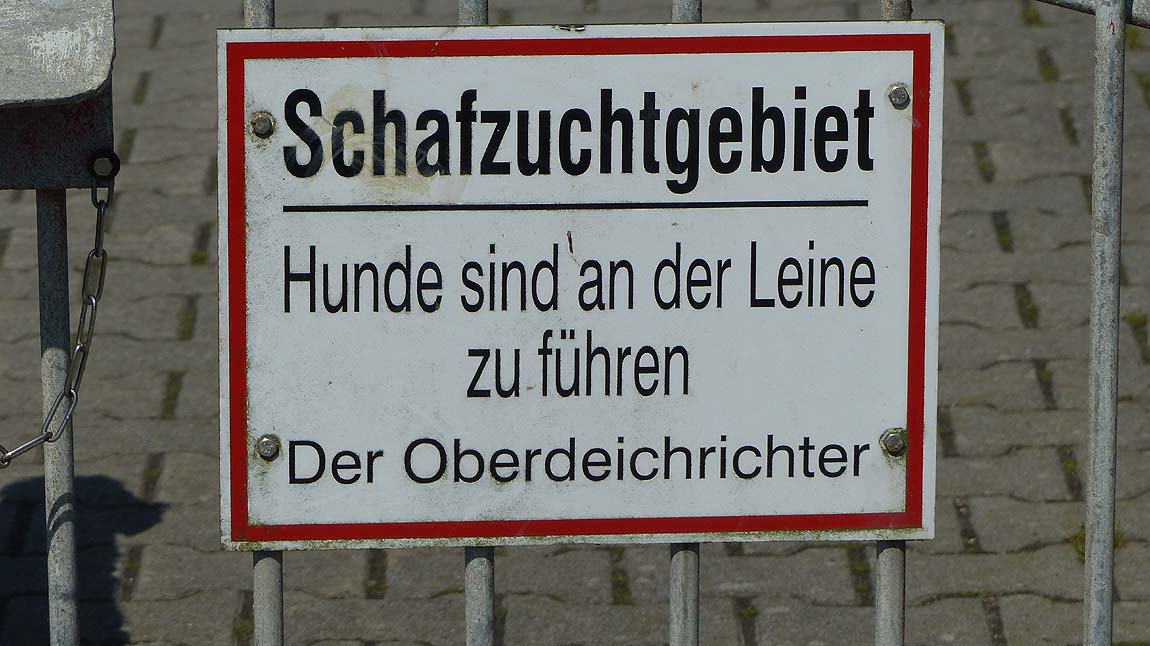 Schafzuchtgebiet
Hunde sind an der Leine
zu führen
Der Oberdeichrichter